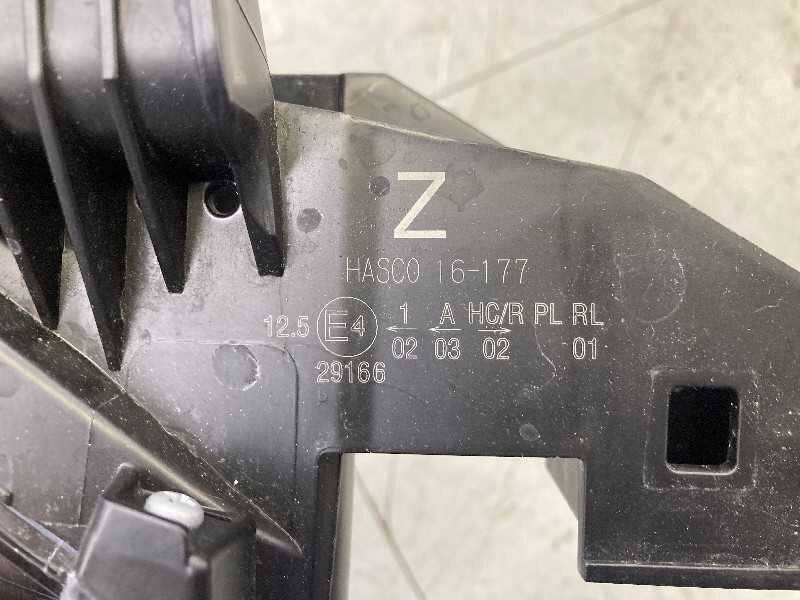 Z
HASCO 16-177
12.5 E4 1 A HC/R PL RL
02 03 02 01
29166